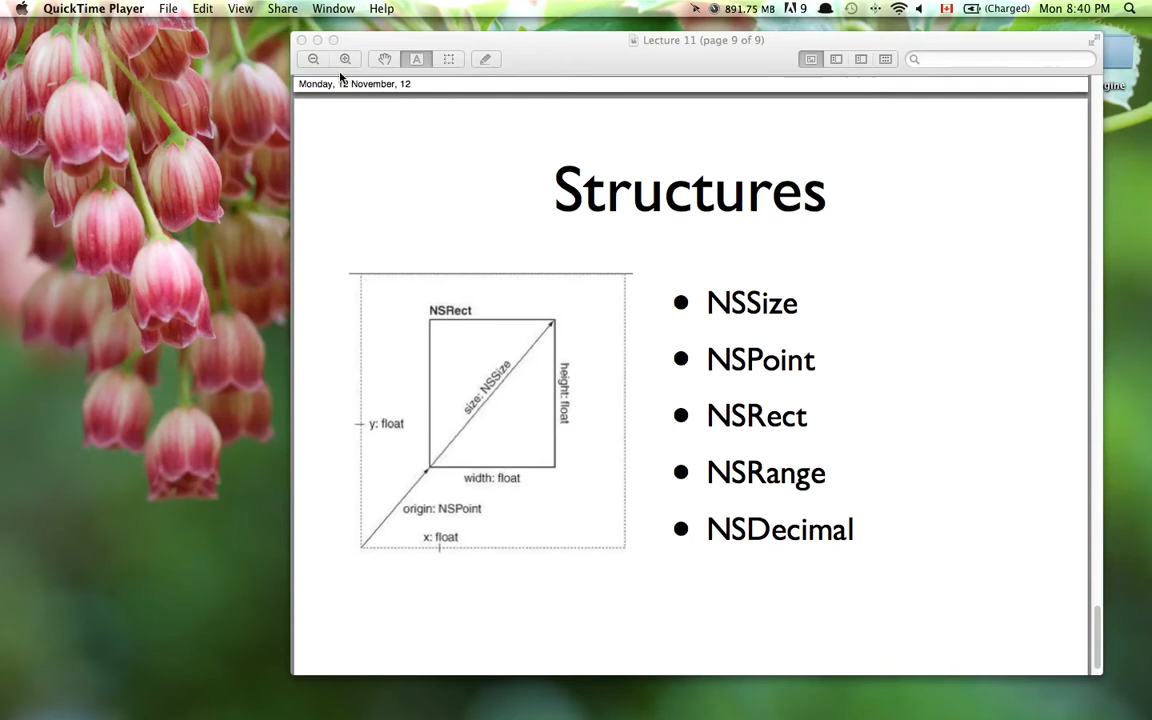 QuickTime Player File Edit View Share Window Help 891.75 MB 9 (Charged) Mon 8:40 PM
Lecture 11 (page 9 of 9)
A
Monday, 12 November, 12
gine
Structures
NSRect
size: NSSize
height: float
y: float
width: float
origin: NSPoint
x: float
• NSSize
• NSPoint
• NSRect
• NSRange
• NSDecimal